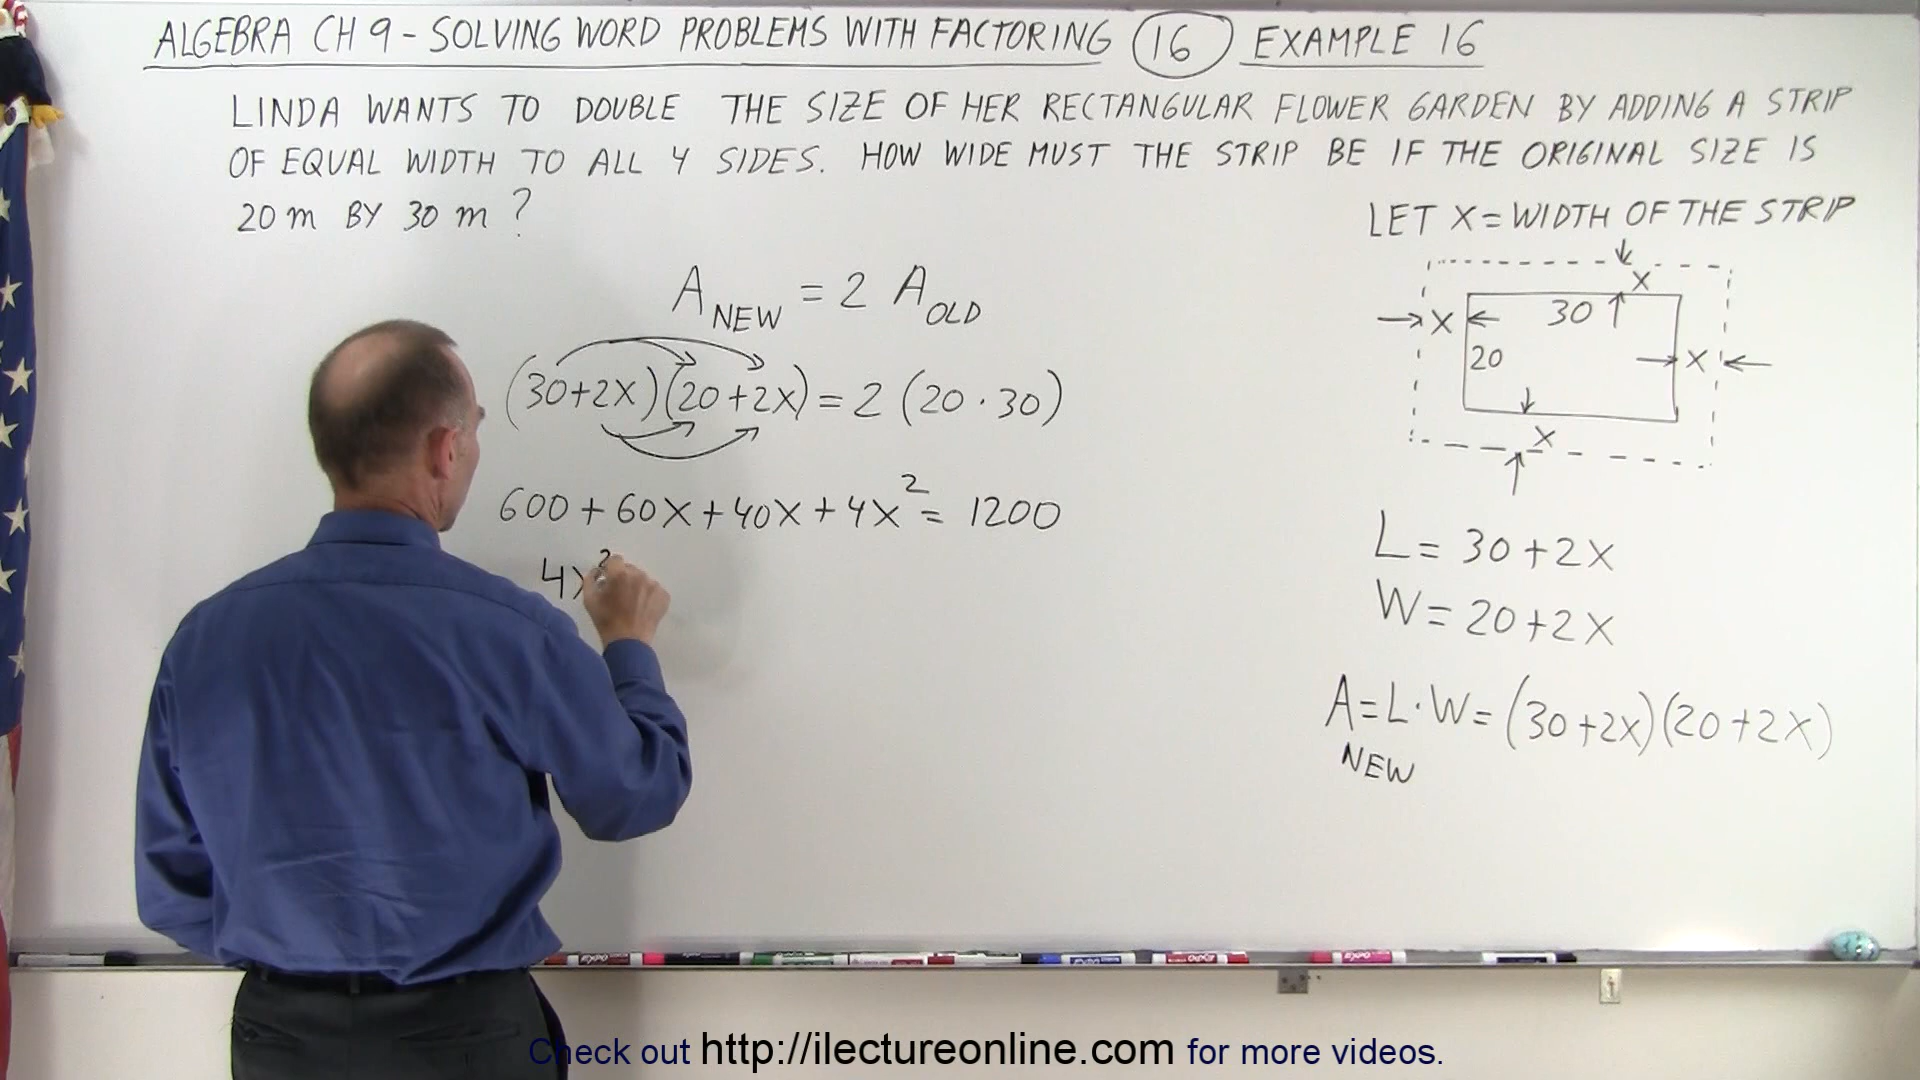 ALGEBRA CH 9 - SOLVING WORD PROBLEMS WITH FACTORING 16 EXAMPLE 16
LINDA WANTS TO DOUBLE THE SIZE OF HER RECTANGULAR FLOWER GARDEN BY ADDING A STRIP
OF EQUAL WIDTH TO ALL 4 SIDES. HOW WIDE MUST THE STRIP BE IF THE ORIGINAL SIZE IS
20 m BY 30 m ?
LET X = WIDTH OF THE STRIP
X
X 30
20 X
X
A NEW = 2 A OLD
(30+2X)(20+2X) = 2 (20 · 30)
600 + 60X + 40X + 4X² = 1200
4X²
L = 30 + 2X
W = 20 + 2X
A = L · W = (30+2X)(20+2X)
NEW
Check out http://ilectureonline.com for more videos.